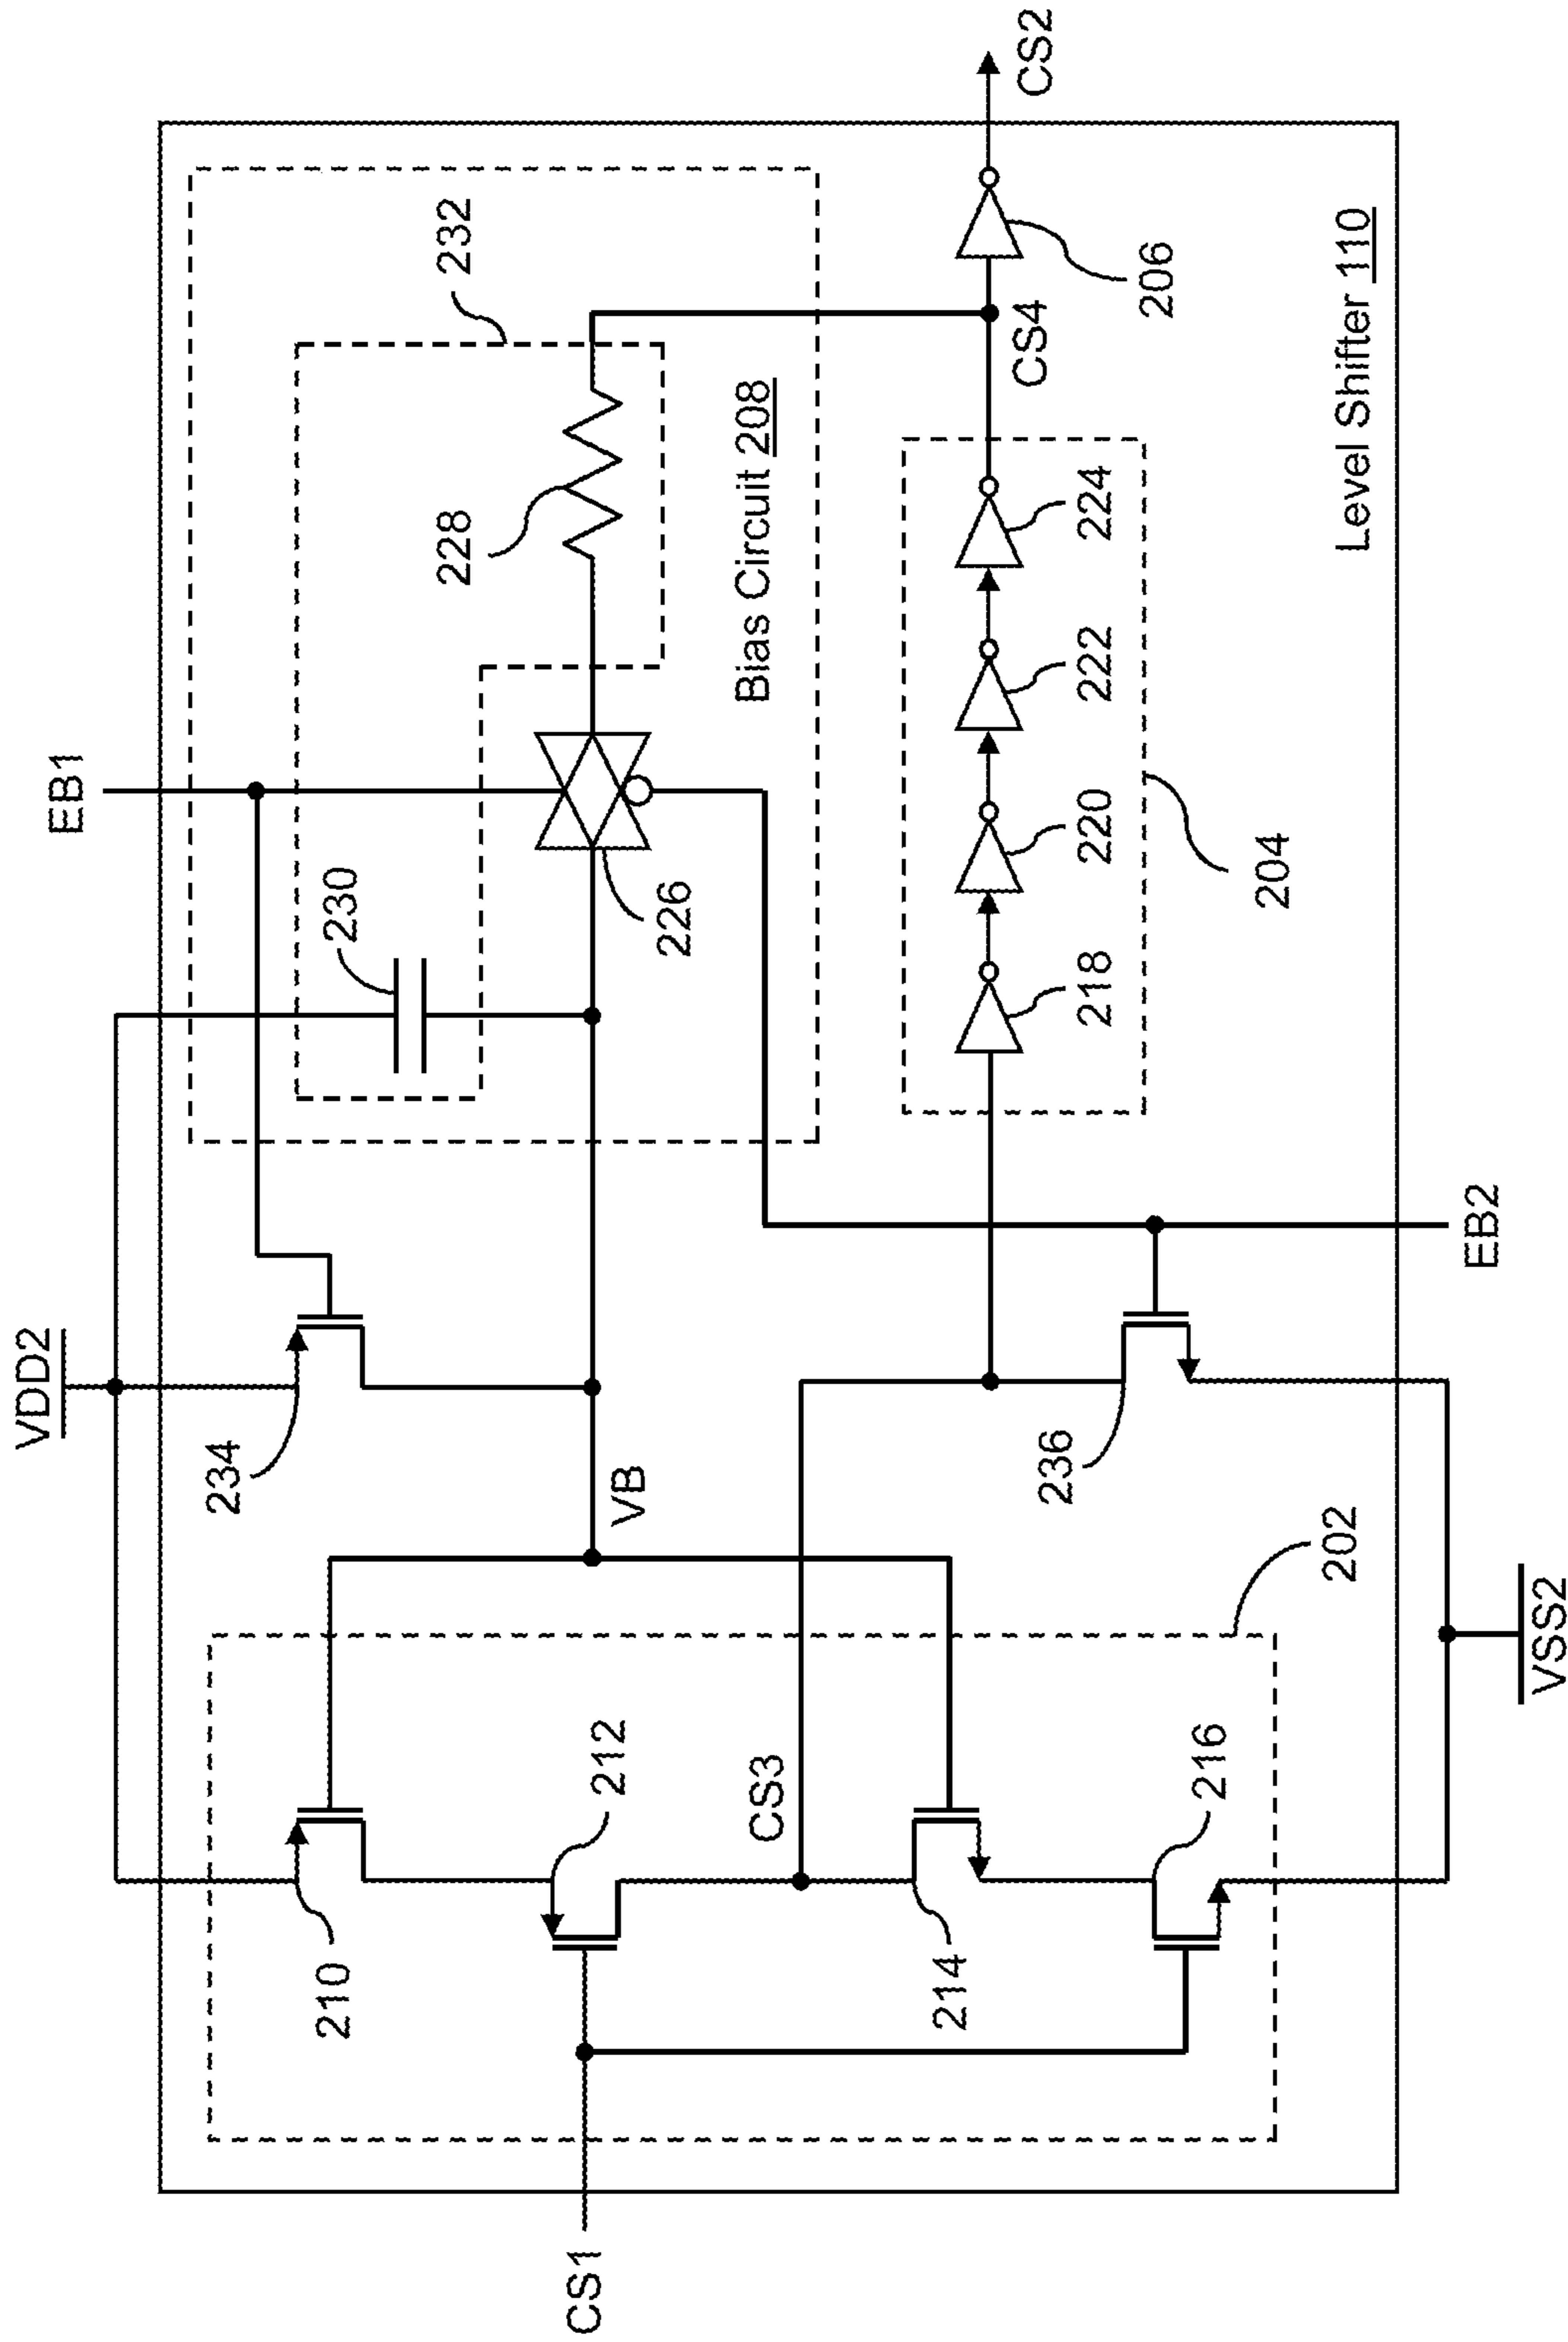 VDD2
EB1
234
230
232
228
226
Bias Circuit 208
VB
210
212
CS1
CS3
214
216
202
236
218
220
222
224
204
CS4
206
CS2
Level Shifter 110
EB2
VSS2